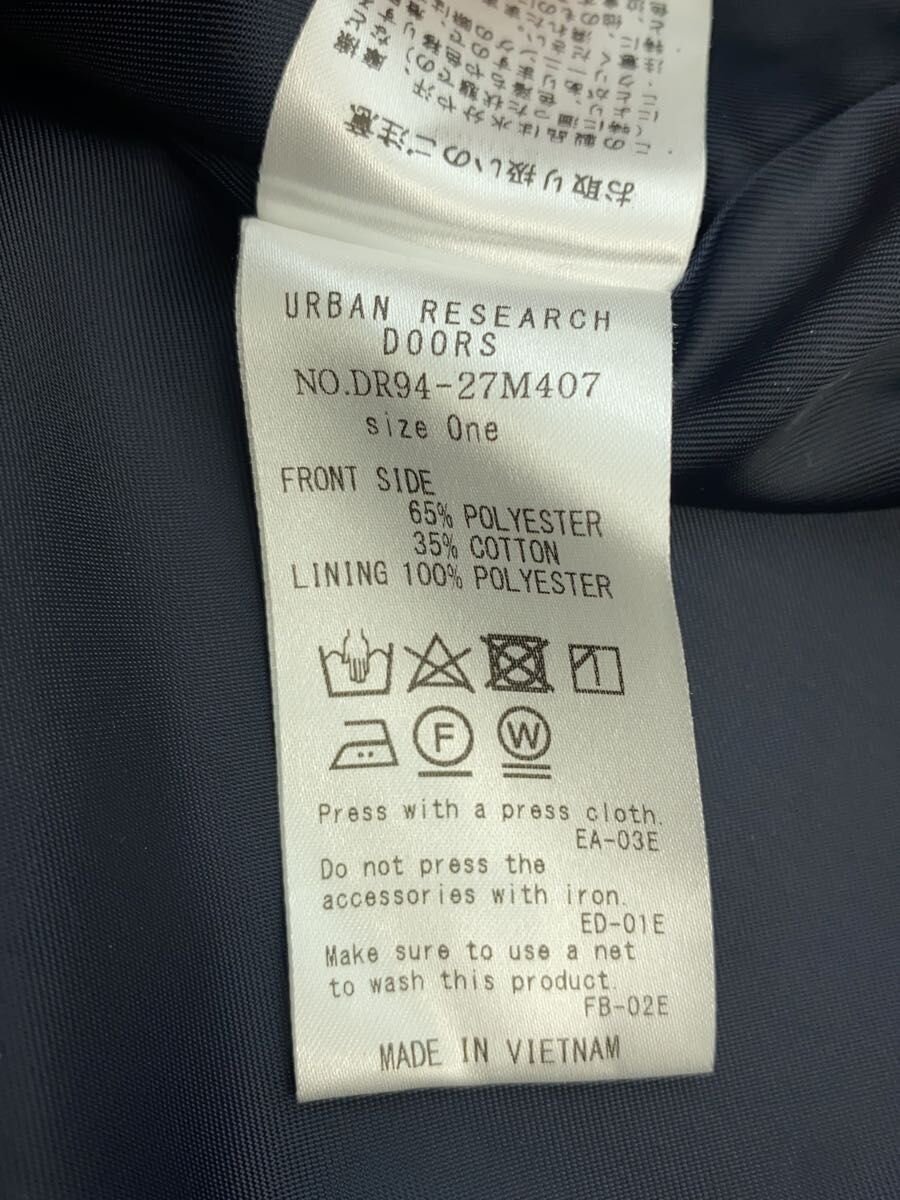 お取り扱いのご注意
URBAN RESEARCH
DOORS
NO.DR94-27M407
size One
FRONT SIDE
65% POLYESTER
35% COTTON
LINING 100% POLYESTER
F
W
Press with a press cloth.
EA-03E
Do not press the
accessories with iron.
ED-01E
Make sure to use a net
to wash this product.
FB-02E
MADE IN VIETNAM